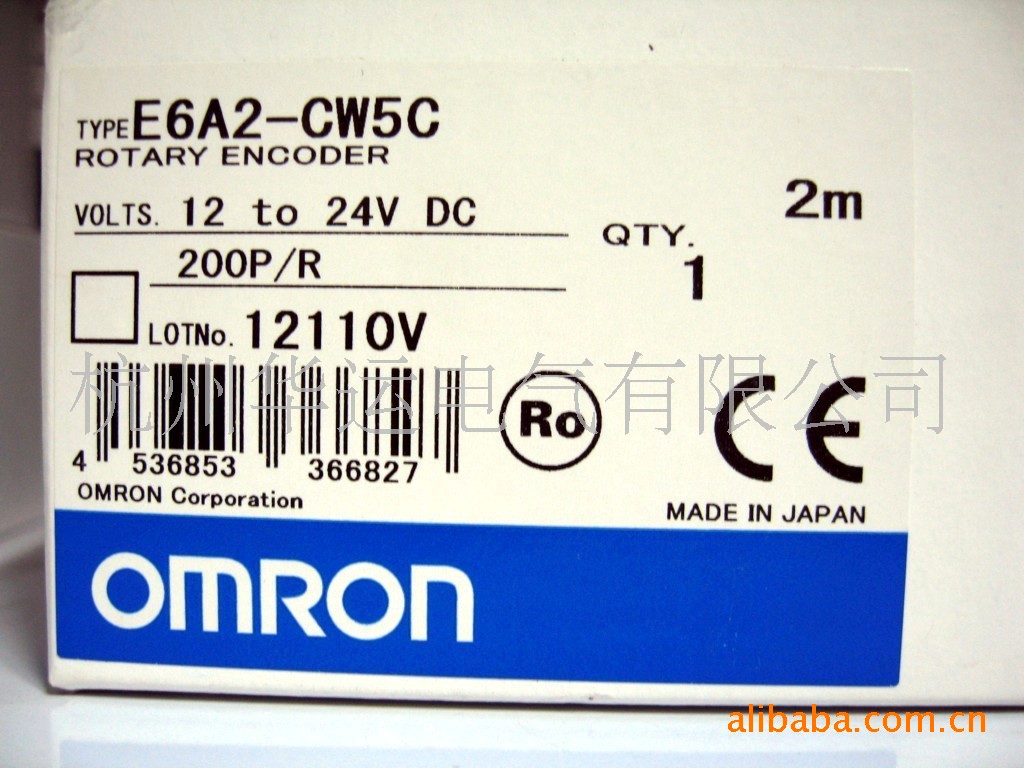 TYPE E6A2-CW5C
ROTARY ENCODER
VOLTS. 12 to 24V DC
2m
QTY.
1
200P/R
LOTNo. 12110V
杭州华运电气有限公司
Ro
CE
4 536853 366827
OMRON Corporation
MADE IN JAPAN
OMRON
alibaba.com.cn